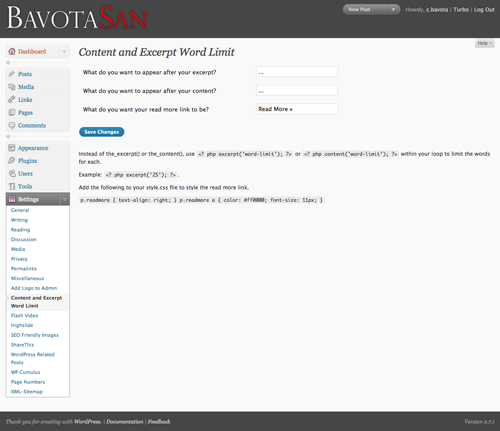 BAVOTASAN
New Post
Howdy, c.bavota | Turbo | Log Out
Help
Dashboard
Posts
Media
Links
Pages
Comments
Appearance
Plugins
Users
Tools
Settings
General
Writing
Reading
Discussion
Media
Privacy
Permalinks
Miscellaneous
Add Logo to Admin
Content and Excerpt
Word Limit
Flash Video
Highslide
SEO Friendly Images
ShareThis
WordPress Related
Posts
WP Cumulus
Page Numbers
XML-Sitemap
Content and Excerpt Word Limit
What do you want to appear after your excerpt?
...
What do you want to appear after your content?
...
What do you want your read more link to be?
Read More »
Save Changes
Instead of the_excerpt() or the_content(), use <? php excerpt('word-limit'); ?> or <? php content('word-limit'); ?> within your loop to limit the words
for each.
Example: <? php excerpt('25'); ?>.
Add the following to your style.css file to style the read more link.
p.readmore { text-align: right; } p.readmore a { color: #ff0000; font-size: 11px; }
Thank you for creating with WordPress. | Documentation | Feedback
Version 2.7.1